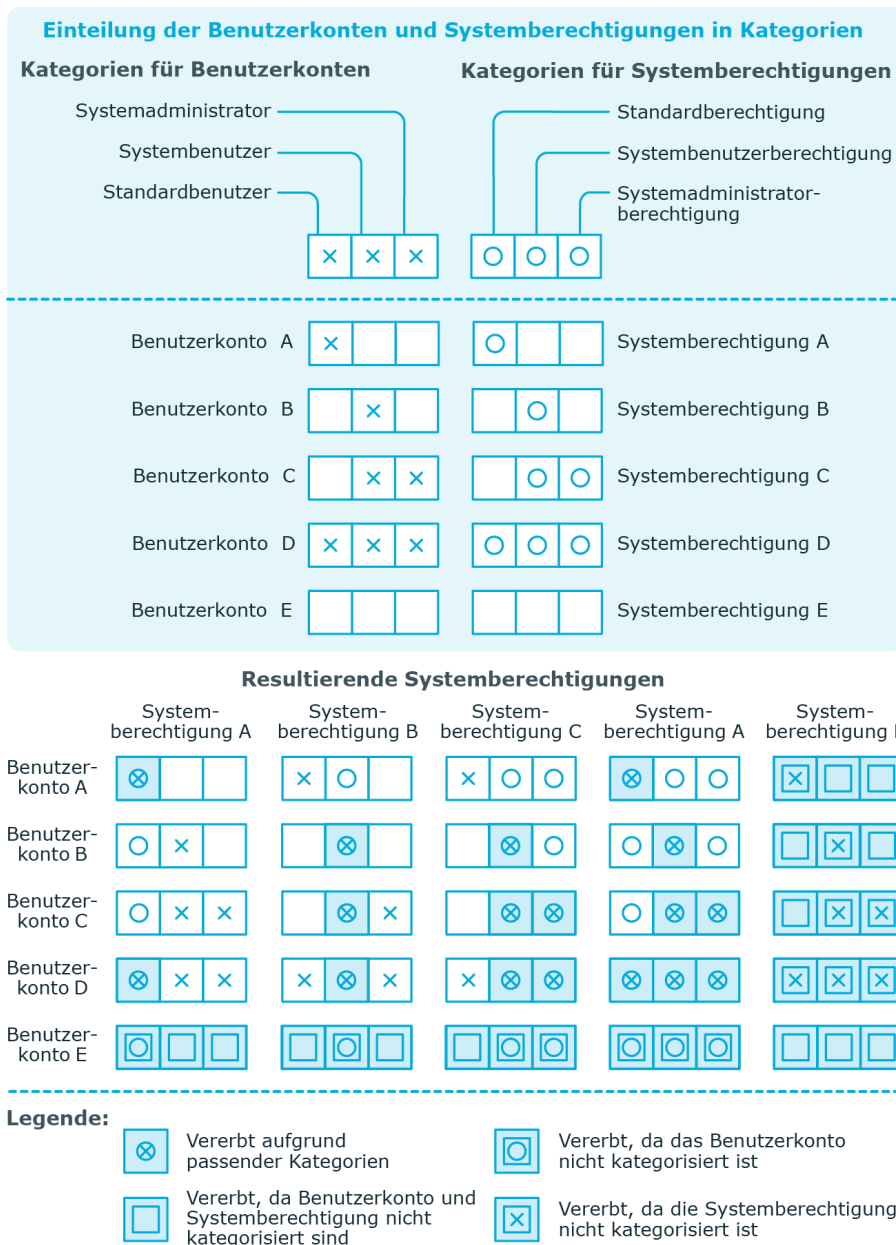 Einteilung der Benutzerkonten und Systemberechtigungen in Kategorien
Kategorien für Benutzerkonten
Kategorien für Systemberechtigungen
Systemadministrator
Systembenutzer
Standardbenutzer
Standardberechtigung
Systembenutzerberechtigung
Systemadministrator-
berechtigung
Benutzerkonto A
Systemberechtigung A
Benutzerkonto B
Systemberechtigung B
Benutzerkonto C
Systemberechtigung C
Benutzerkonto D
Systemberechtigung D
Benutzerkonto E
Systemberechtigung E
Resultierende Systemberechtigungen
System-
berechtigung A
System-
berechtigung B
System-
berechtigung C
System-
berechtigung A
System-
berechtigung
Benutzer-
konto A
Benutzer-
konto B
Benutzer-
konto C
Benutzer-
konto D
Benutzer-
konto E
Legende:
Vererbt aufgrund
passender Kategorien
Vererbt, da das Benutzerkonto
nicht kategorisiert ist
Vererbt, da Benutzerkonto und
Systemberechtigung nicht
kategorisiert sind
Vererbt, da die Systemberechtigung
nicht kategorisiert ist